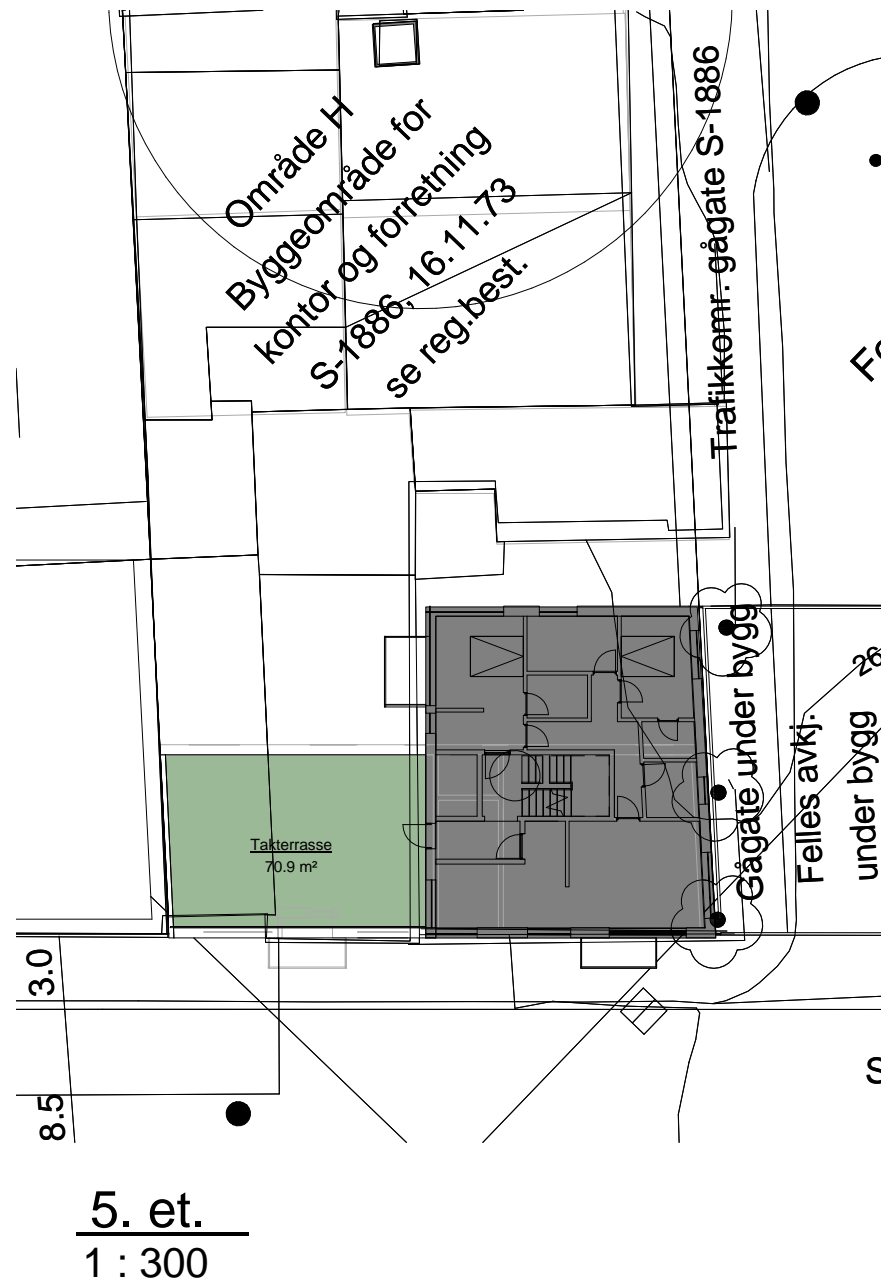 Område H
Byggeområde for
kontor og forretning
S-1886, 16.11.73
se reg.best.
Trafikkomr. gågate S-1886
Gågate under bygg
Felles avkj.
under bygg
26
Takterrasse
70.9 m²
3.0
8.5
5. et.
1 : 300